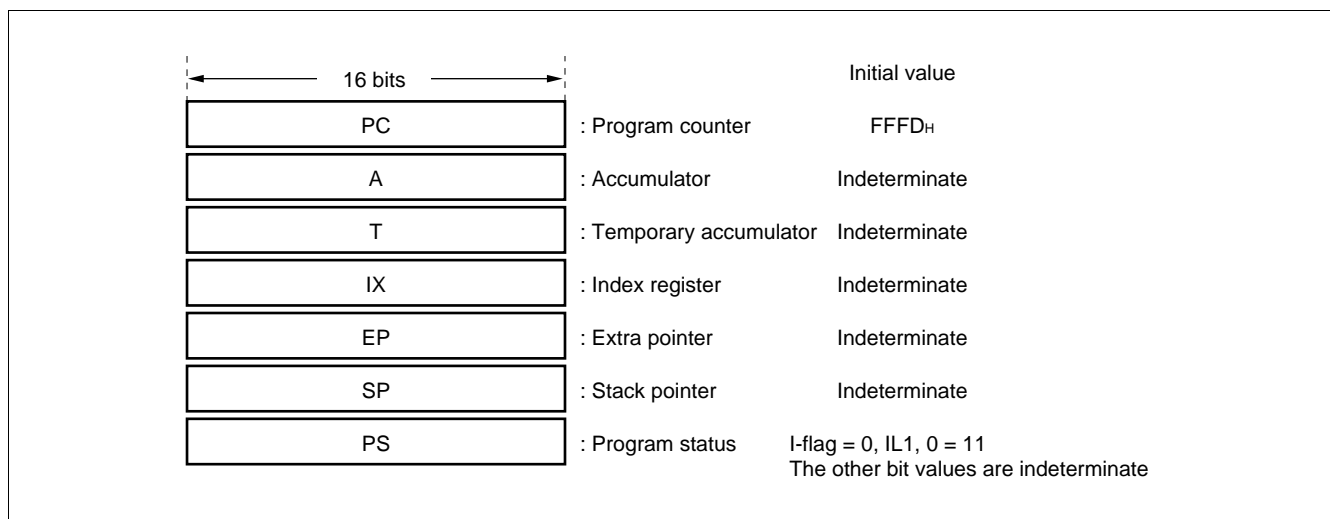 16 bits Initial value
PC : Program counter FFFDH
A : Accumulator Indeterminate
T : Temporary accumulator Indeterminate
IX : Index register Indeterminate
EP : Extra pointer Indeterminate
SP : Stack pointer Indeterminate
PS : Program status I-flag = 0, IL1, 0 = 11
The other bit values are indeterminate